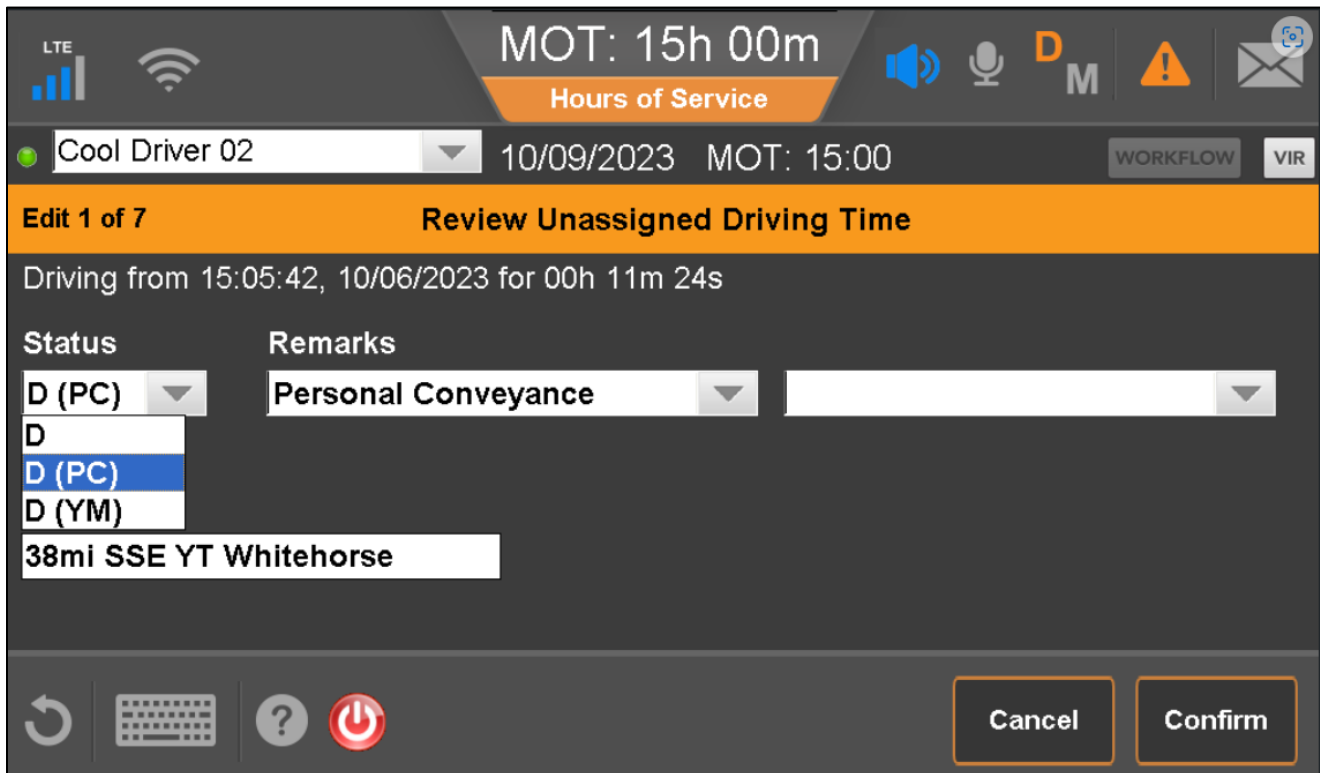 LTE
MOT: 15h 00m
Hours of Service
D
M
Cool Driver 02
10/09/2023 MOT: 15:00
WORKFLOW
VIR
Edit 1 of 7
Review Unassigned Driving Time
Driving from 15:05:42, 10/06/2023 for 00h 11m 24s
Status
Remarks
D (PC)
Personal Conveyance
D
D (PC)
D (YM)
38mi SSE YT Whitehorse
?
Cancel
Confirm